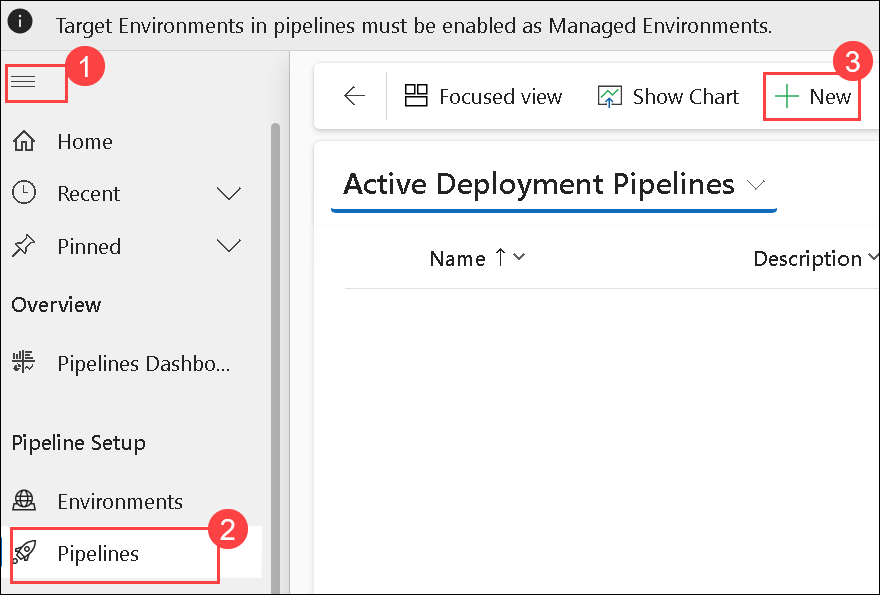 Target Environments in pipelines must be enabled as Managed Environments.
1
3
Focused view
Show Chart
New
Home
Recent
Pinned
Overview
Pipelines Dashbo...
Pipeline Setup
Environments
2
Pipelines
Active Deployment Pipelines
Name ↑
Description